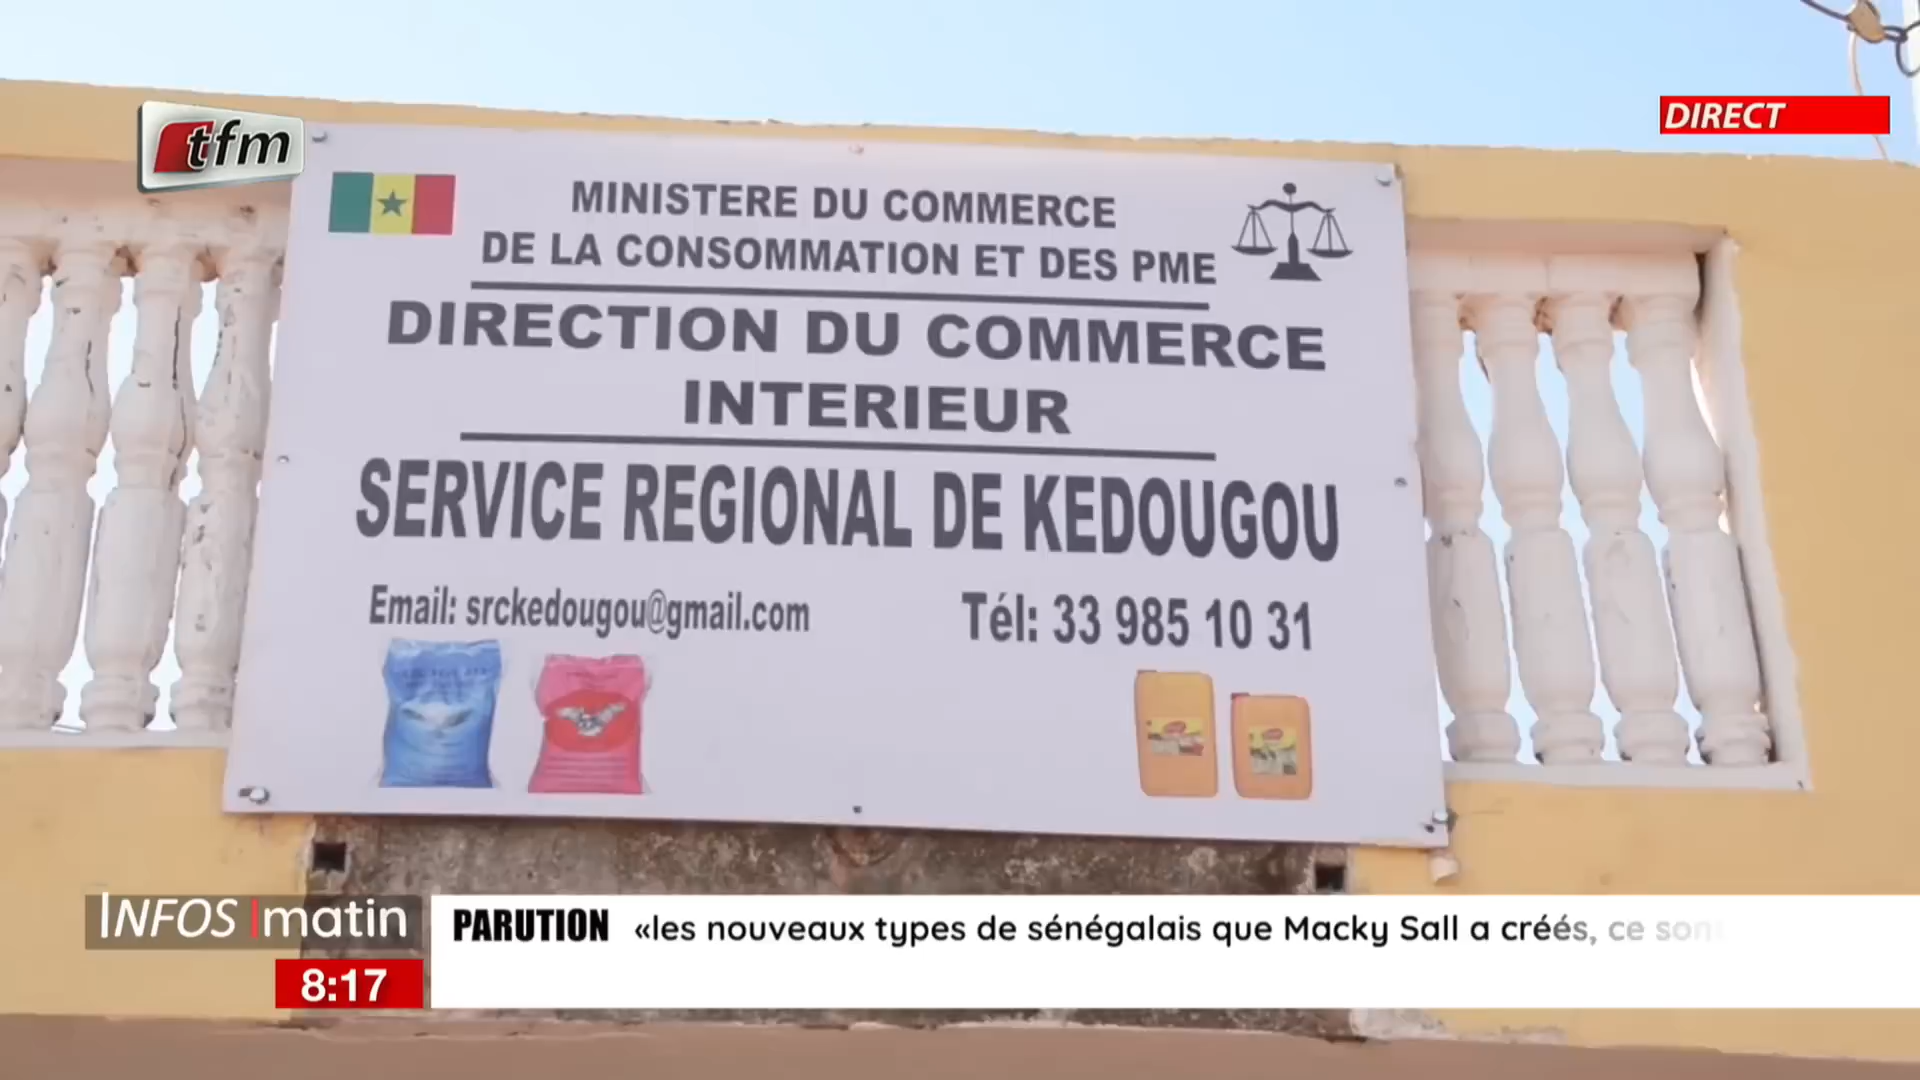 tfm
DIRECT
MINISTERE DU COMMERCE
DE LA CONSOMMATION ET DES PME
DIRECTION DU COMMERCE
INTERIEUR
SERVICE REGIONAL DE KEDOUGOU
Email: srckedougou@gmail.com
Tél: 33 985 10 31
INFOS matin
8:17
PARUTION «les nouveaux types de sénégalais que Macky Sall a créés, ce son